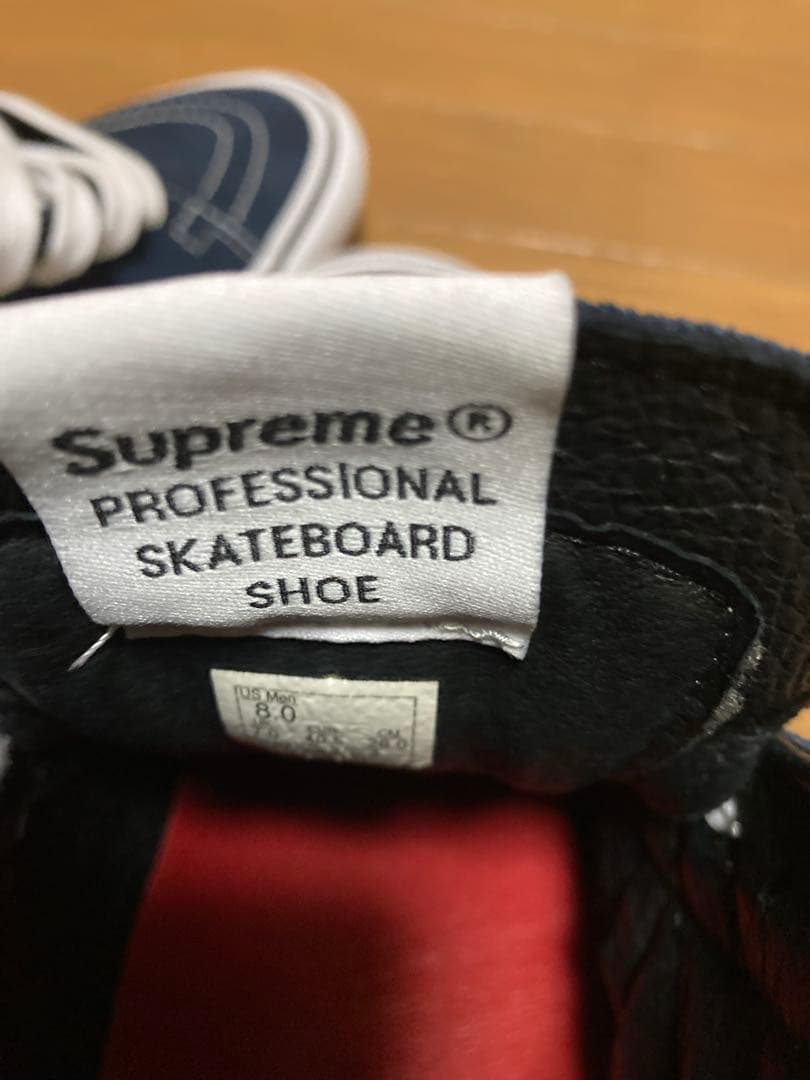 Supreme®
PROFESSIONAL
SKATEBOARD
SHOE
US Men
8.0